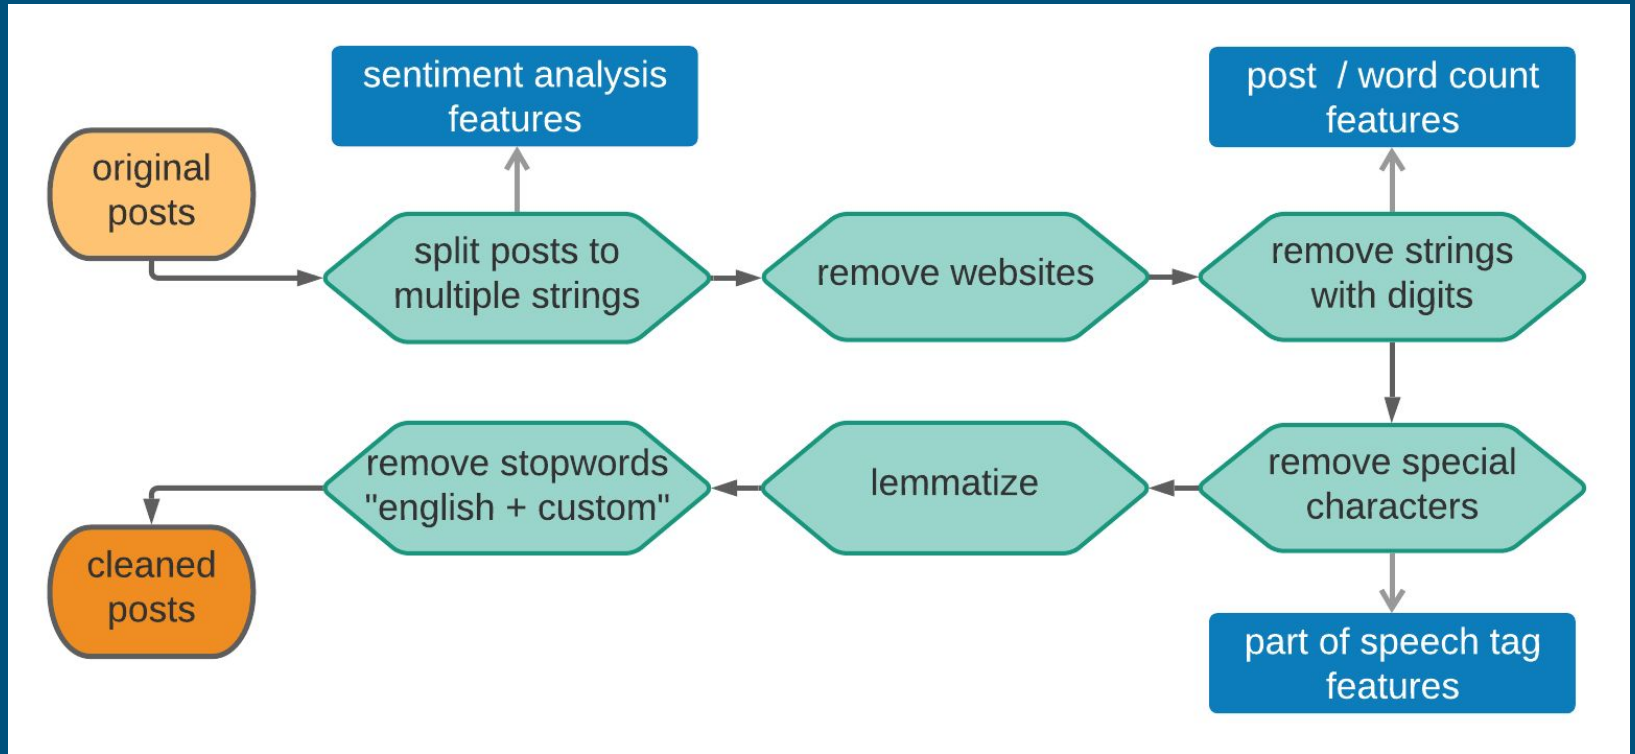 sentiment analysis
features
post / word count
features
original
posts
split posts to
multiple strings
remove websites
remove strings
with digits
remove special
characters
lemmatize
remove stopwords
"english + custom"
cleaned
posts
part of speech tag
features